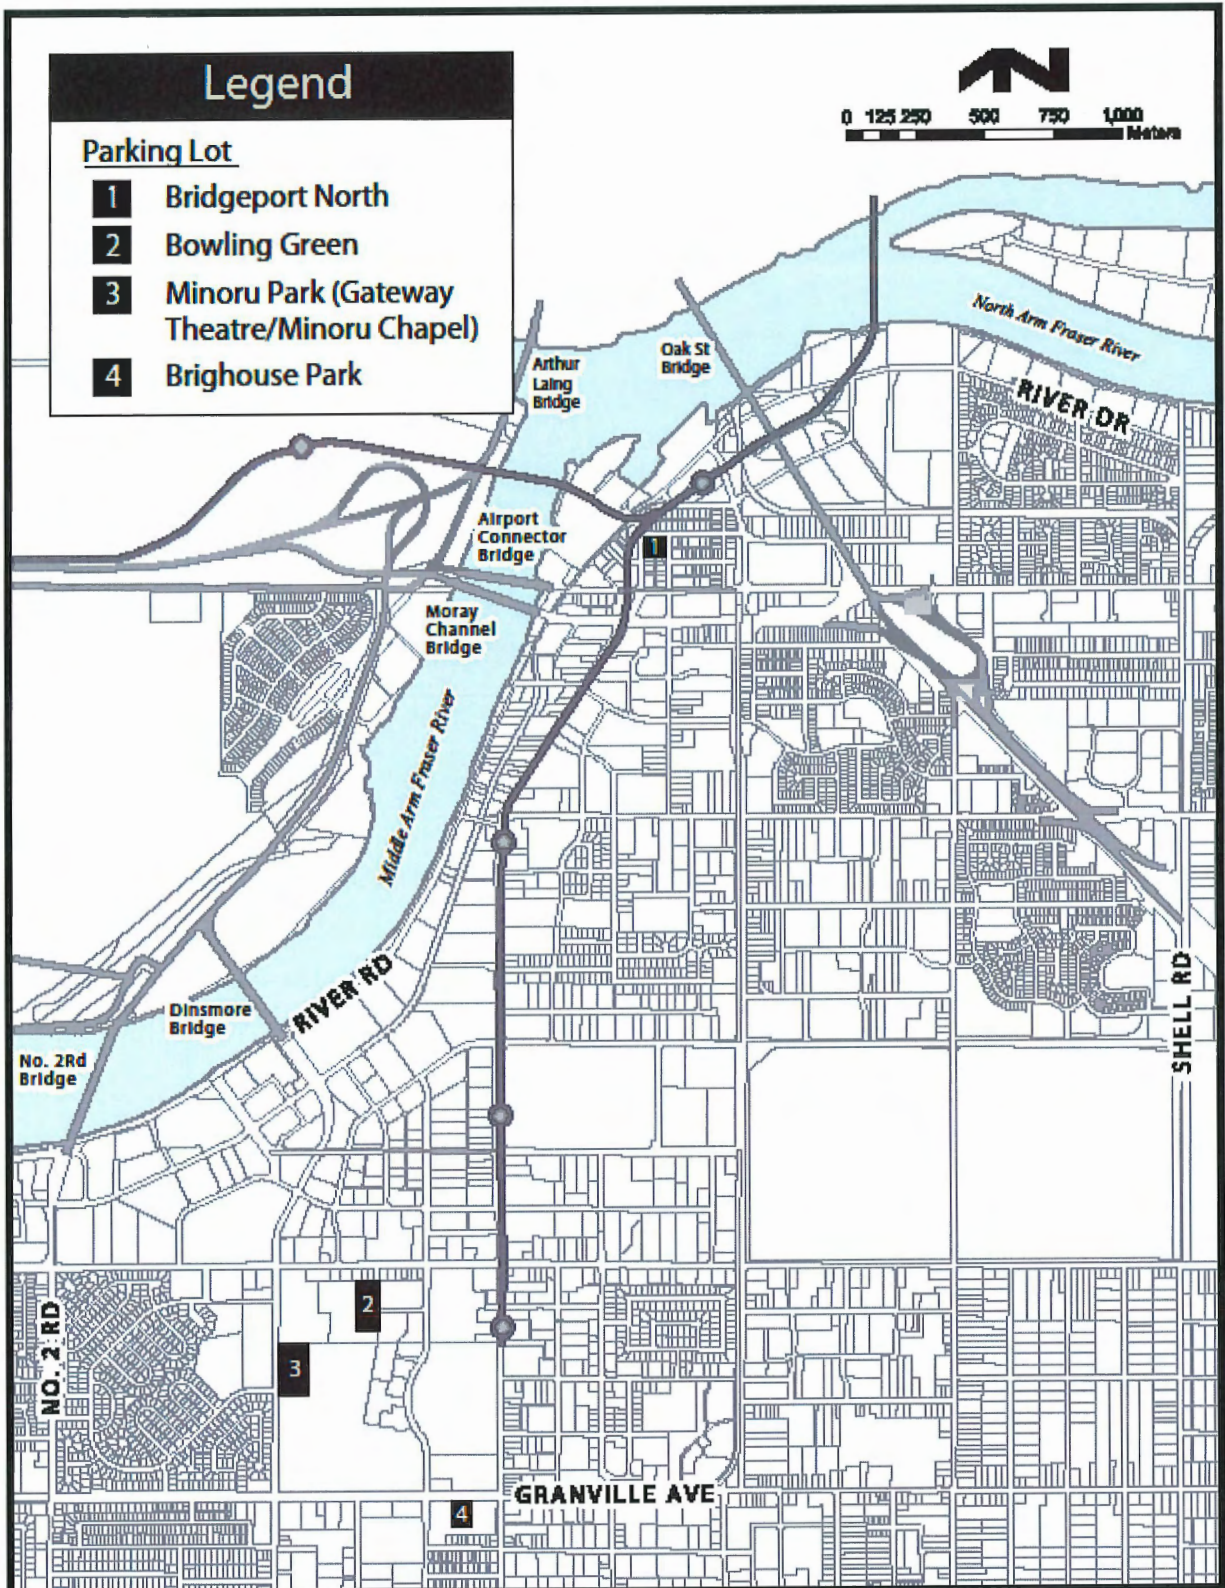 Legend
Parking Lot
1 Bridgeport North
2 Bowling Green
3 Minoru Park (Gateway
Theatre/Minoru Chapel)
4 Brighouse Park
N
0 125 250 500 750 1,000
Meters
North Arm Fraser River
RIVER DR
Oak St
Bridge
Arthur
Laing
Bridge
Airport
Connector
Bridge
1
Moray
Channel
Bridge
Middle Arm Fraser River
RIVER RD
Dinsmore
Bridge
No. 2Rd
Bridge
SHELL RD
2
3
NO. 2 RD
GRANVILLE AVE
4